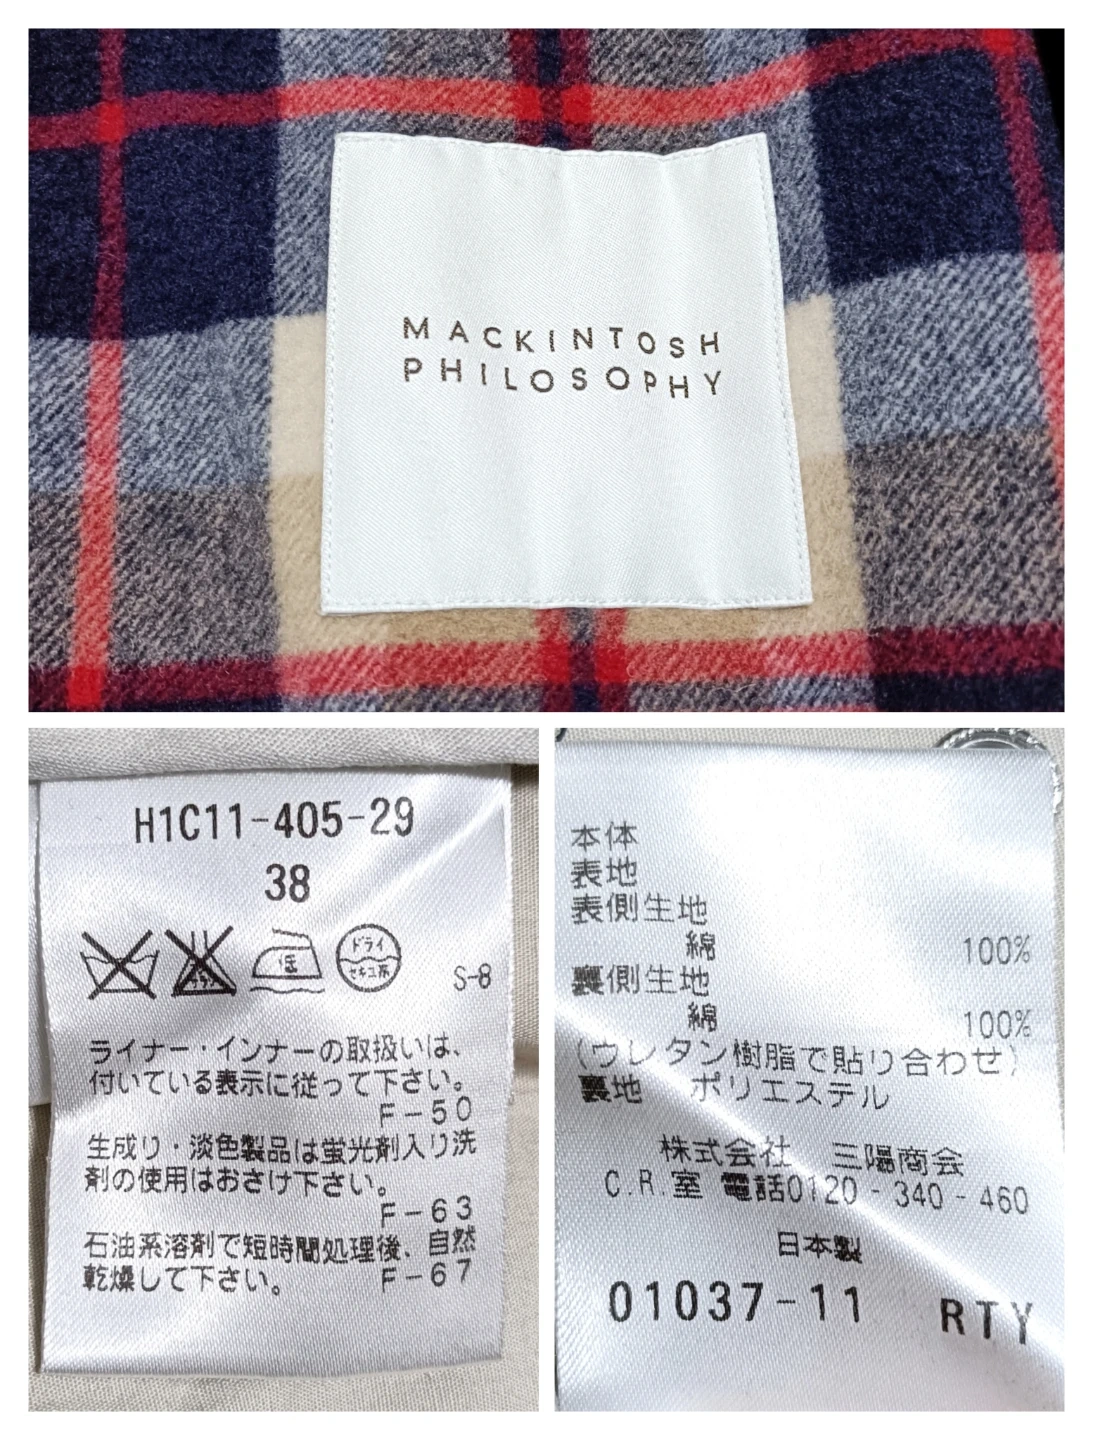 MACKINTOSH
PHILOSOPHY
H1C11-405-29
38
低
ドライ
セキユ系
S-8
ライナー・インナーの取扱いは、
付いている表示に従って下さい。
F-50
生成り・淡色製品は蛍光剤入り洗
剤の使用はおさけ下さい。
F-63
石油系溶剤で短時間処理後、自然
乾燥して下さい。 F-67
本体
表地
表側生地
綿 100%
裏側生地
綿 100%
(ウレタン樹脂で貼り合わせ)
裏地 ポリエステル
株式会社 三陽商会
C.R.室 電話0120-340-460
日本製
01037-11 RTY